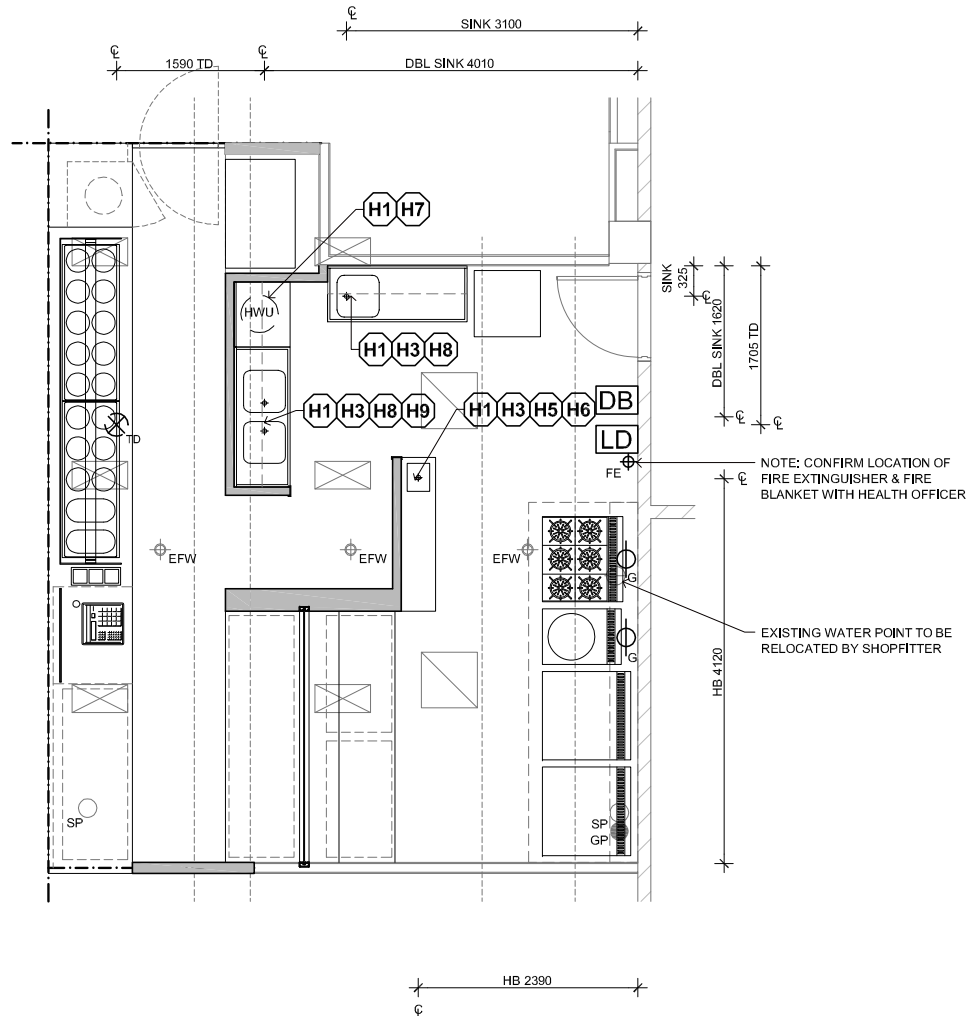 ℄
SINK 3100
℄
1590 TD
℄
DBL SINK 4010
H1 H7
HWU
H1 H3 H8
SINK
325
℄
DBL SINK 1620
℄
1705 TD
℄
H1 H3 H8 H9
H1 H3 H5 H6
DB
LD
TD
FE
℄
NOTE: CONFIRM LOCATION OF
FIRE EXTINGUISHER & FIRE
BLANKET WITH HEALTH OFFICER
EFW
EFW
EFW
G
EXISTING WATER POINT TO BE
RELOCATED BY SHOPFITTER
G
HB 4120
SP
SP
GP
HB 2390
℄